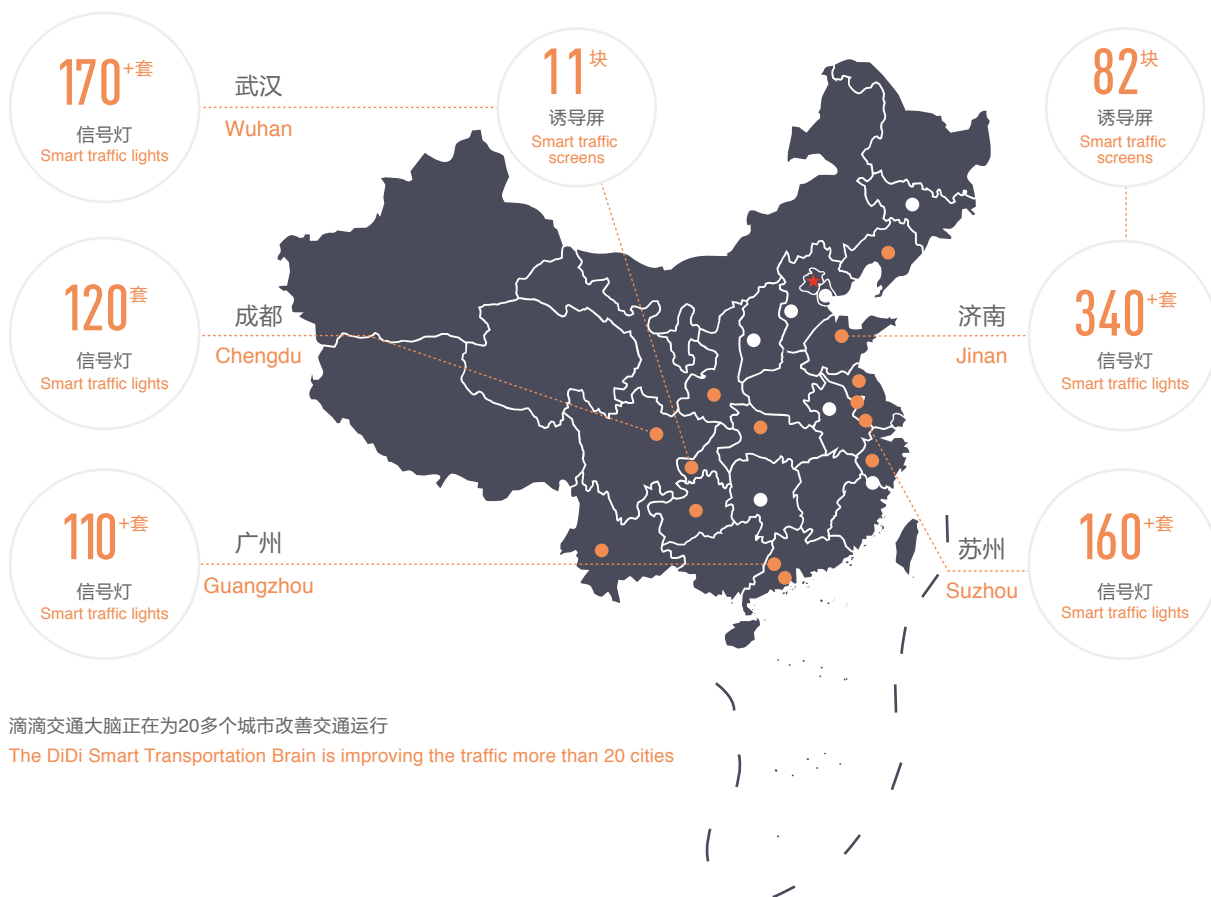 170+套
信号灯
Smart traffic lights
武汉
Wuhan
11块
诱导屏
Smart traffic
screens
82块
诱导屏
Smart traffic
screens
120套
信号灯
Smart traffic lights
成都
Chengdu
济南
Jinan
340+套
信号灯
Smart traffic lights
110+套
信号灯
Smart traffic lights
广州
Guangzhou
苏州
Suzhou
160+套
信号灯
Smart traffic lights
滴滴交通大脑正在为20多个城市改善交通运行
The DiDi Smart Transportation Brain is improving the traffic more than 20 cities